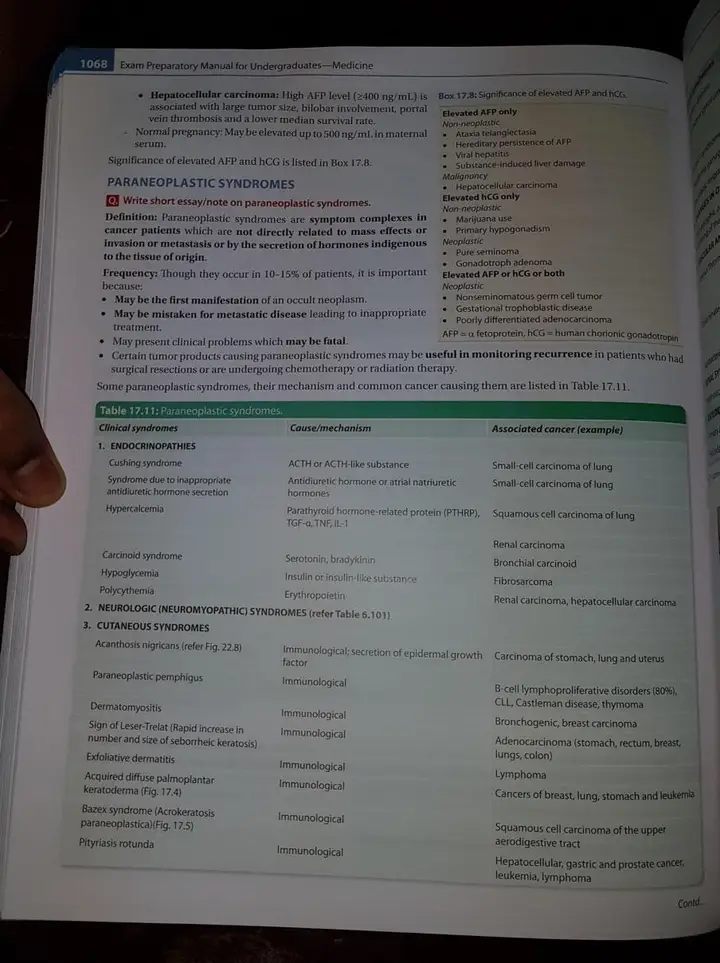 1068 Exam Preparatory Manual for Undergraduates—Medicine
• Hepatocellular carcinoma: High AFP level (≥400 ng/mL) is
associated with large tumor size, bilobar involvement, portal
vein thrombosis and a lower median survival rate.
- Normal pregnancy: May be elevated up to 500 ng/mL in maternal
serum.
Significance of elevated AFP and hCG is listed in Box 17.8.
PARANEOPLASTIC SYNDROMES
Q. Write short essay/note on paraneoplastic syndromes.
Definition: Paraneoplastic syndromes are symptom complexes in
cancer patients which are not directly related to mass effects or
invasion or metastasis or by the secretion of hormones indigenous
to the tissue of origin.
Frequency: Though they occur in 10–15% of patients, it is important
because:
• May be the first manifestation of an occult neoplasm.
• May be mistaken for metastatic disease leading to inappropriate
treatment.
• May present clinical problems which may be fatal.
• Certain tumor products causing paraneoplastic syndromes may be useful in monitoring recurrence in patients who had
surgical resections or are undergoing chemotherapy or radiation therapy.
Some paraneoplastic syndromes, their mechanism and common cancer causing them are listed in Table 17.11.
Box 17.8: Significance of elevated AFP and hCG.
Elevated AFP only
Non-neoplastic
• Ataxia telangiectasia
• Hereditary persistence of AFP
• Viral hepatitis
• Substance-induced liver damage
Malignancy
• Hepatocellular carcinoma
Elevated hCG only
Non-neoplastic
• Marijuana use
• Primary hypogonadism
Neoplastic
• Pure seminoma
• Gonadotroph adenoma
Elevated AFP or hCG or both
Neoplastic
• Nonseminomatous germ cell tumor
• Gestational trophoblastic disease
• Poorly differentiated adenocarcinoma
AFP = α fetoprotein, hCG = human chorionic gonadotropin
Table 17.11: Paraneoplastic syndromes.
Clinical syndromes Cause/mechanism Associated cancer (example)
1. ENDOCRINOPATHIES
Cushing syndrome ACTH or ACTH-like substance Small-cell carcinoma of lung
Syndrome due to inappropriate Antidiuretic hormone or atrial natriuretic Small-cell carcinoma of lung
antidiuretic hormone secretion hormones
Hypercalcemia Parathyroid hormone-related protein (PTHRP), Squamous cell carcinoma of lung
TGF-α, TNF, IL-1
Renal carcinoma
Carcinoid syndrome Serotonin, bradykinin Bronchial carcinoid
Hypoglycemia Insulin or insulin-like substance Fibrosarcoma
Polycythemia Erythropoietin Renal carcinoma, hepatocellular carcinoma
2. NEUROLOGIC (NEUROMYOPATHIC) SYNDROMES (refer Table 6.101)
3. CUTANEOUS SYNDROMES
Acanthosis nigricans (refer Fig. 22.8) Immunological; secretion of epidermal growth Carcinoma of stomach, lung and uterus
factor
Paraneoplastic pemphigus Immunological B-cell lymphoproliferative disorders (80%),
CLL, Castleman disease, thymoma
Dermatomyositis Immunological Bronchogenic, breast carcinoma
Sign of Leser-Trelat (Rapid increase in Immunological Adenocarcinoma (stomach, rectum, breast,
number and size of seborrheic keratosis) lungs, colon)
Exfoliative dermatitis Immunological Lymphoma
Acquired diffuse palmoplantar Immunological Cancers of breast, lung, stomach and leukemia
keratoderma (Fig. 17.4)
Bazex syndrome (Acrokeratosis Immunological Squamous cell carcinoma of the upper
paraneoplastica)(Fig. 17.5) aerodigestive tract
Pityriasis rotunda Immunological Hepatocellular, gastric and prostate cancer,
leukemia, lymphoma
Contd...